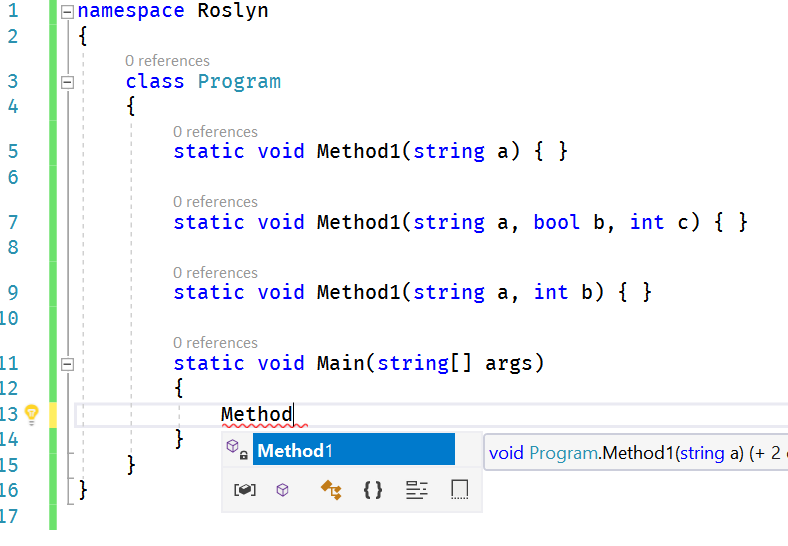 1 namespace Roslyn
2 {
0 references
3 class Program
4 {
0 references
5 static void Method1(string a) { }
6
0 references
7 static void Method1(string a, bool b, int c) { }
8
0 references
9 static void Method1(string a, int b) { }
10
0 references
11 static void Main(string[] args)
12 {
13 Method
14 }
Method1 void Program.Method1(string a) (+ 2
15 }
16 }
17